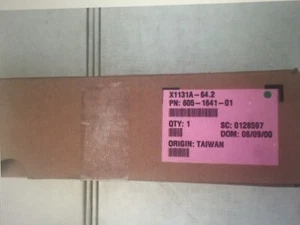 X1131A-64.2
PN: 605-1641-01
QTY: 1 SC: 0128597
DOM: 08/09/00
ORIGIN: TAIWAN